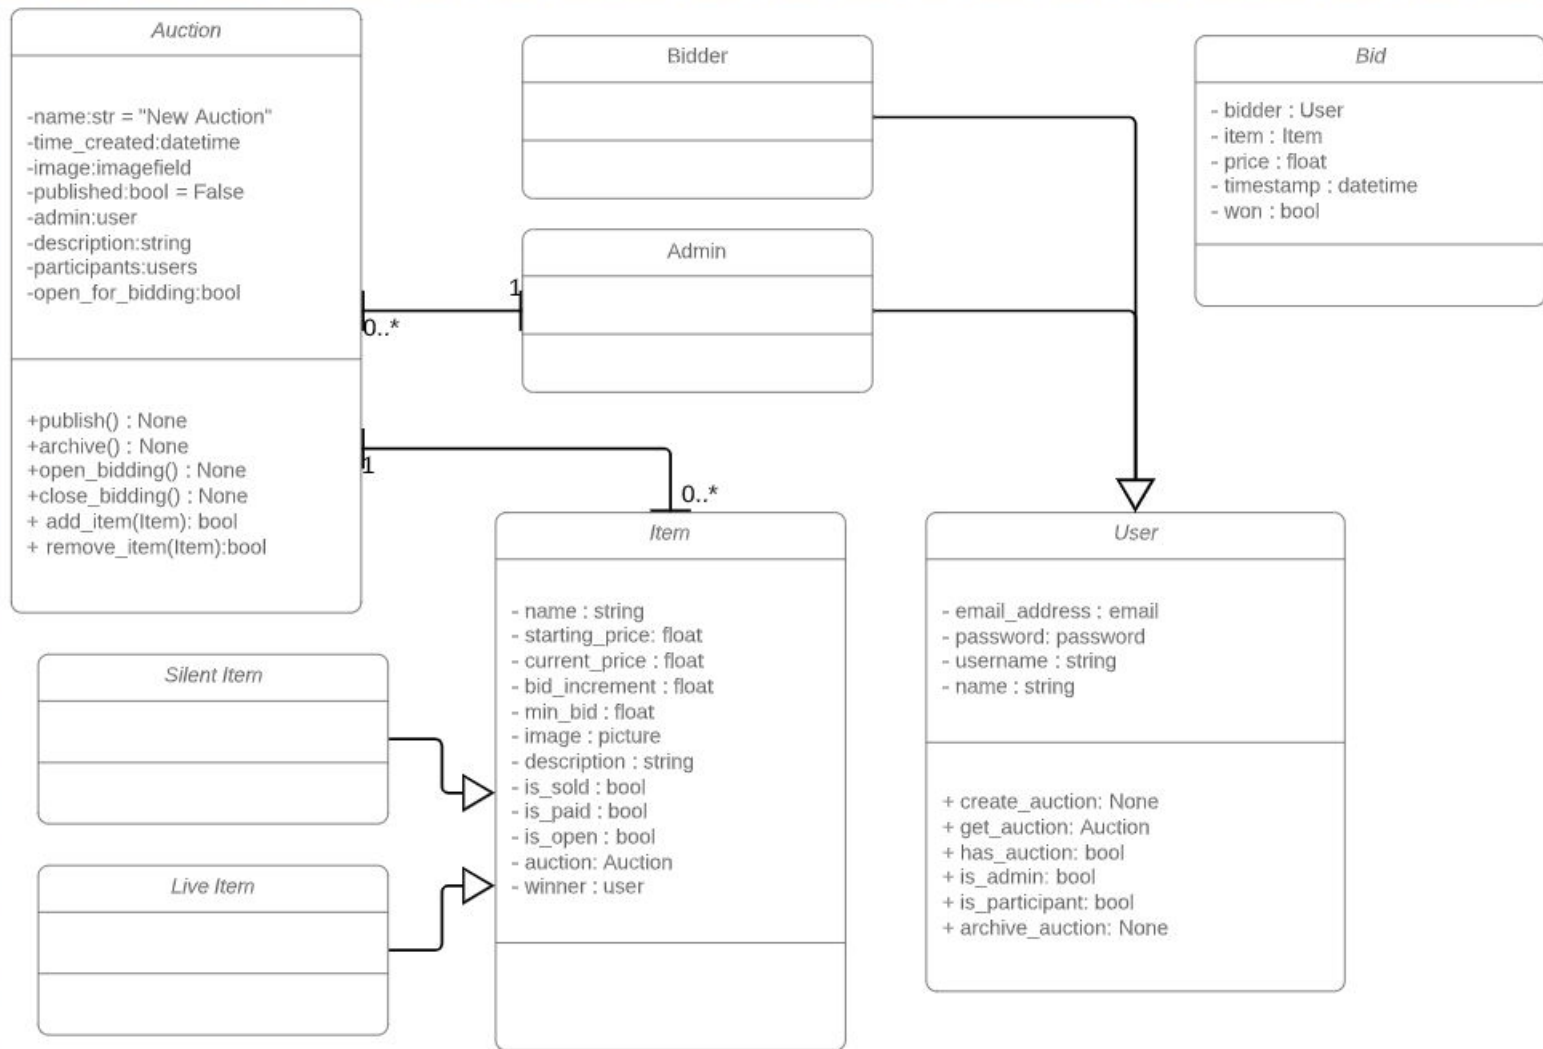 Auction
-name:str = "New Auction"
-time_created:datetime
-image:imagefield
-published:bool = False
-admin:user
-description:string
-participants:users
-open_for_bidding:bool
+publish() : None
+archive() : None
+open_bidding() : None
+close_bidding() : None
+ add_item(Item): bool
+ remove_item(Item):bool
Bidder
Admin
1
0..*
1
0..*
Bid
- bidder : User
- item : Item
- price : float
- timestamp : datetime
- won : bool
Silent Item
Live Item
Item
- name : string
- starting_price: float
- current_price : float
- bid_increment : float
- min_bid : float
- image : picture
- description : string
- is_sold : bool
- is_paid : bool
- is_open : bool
- auction: Auction
- winner : user
User
- email_address : email
- password: password
- username : string
- name : string
+ create_auction: None
+ get_auction: Auction
+ has_auction: bool
+ is_admin: bool
+ is_participant: bool
+ archive_auction: None